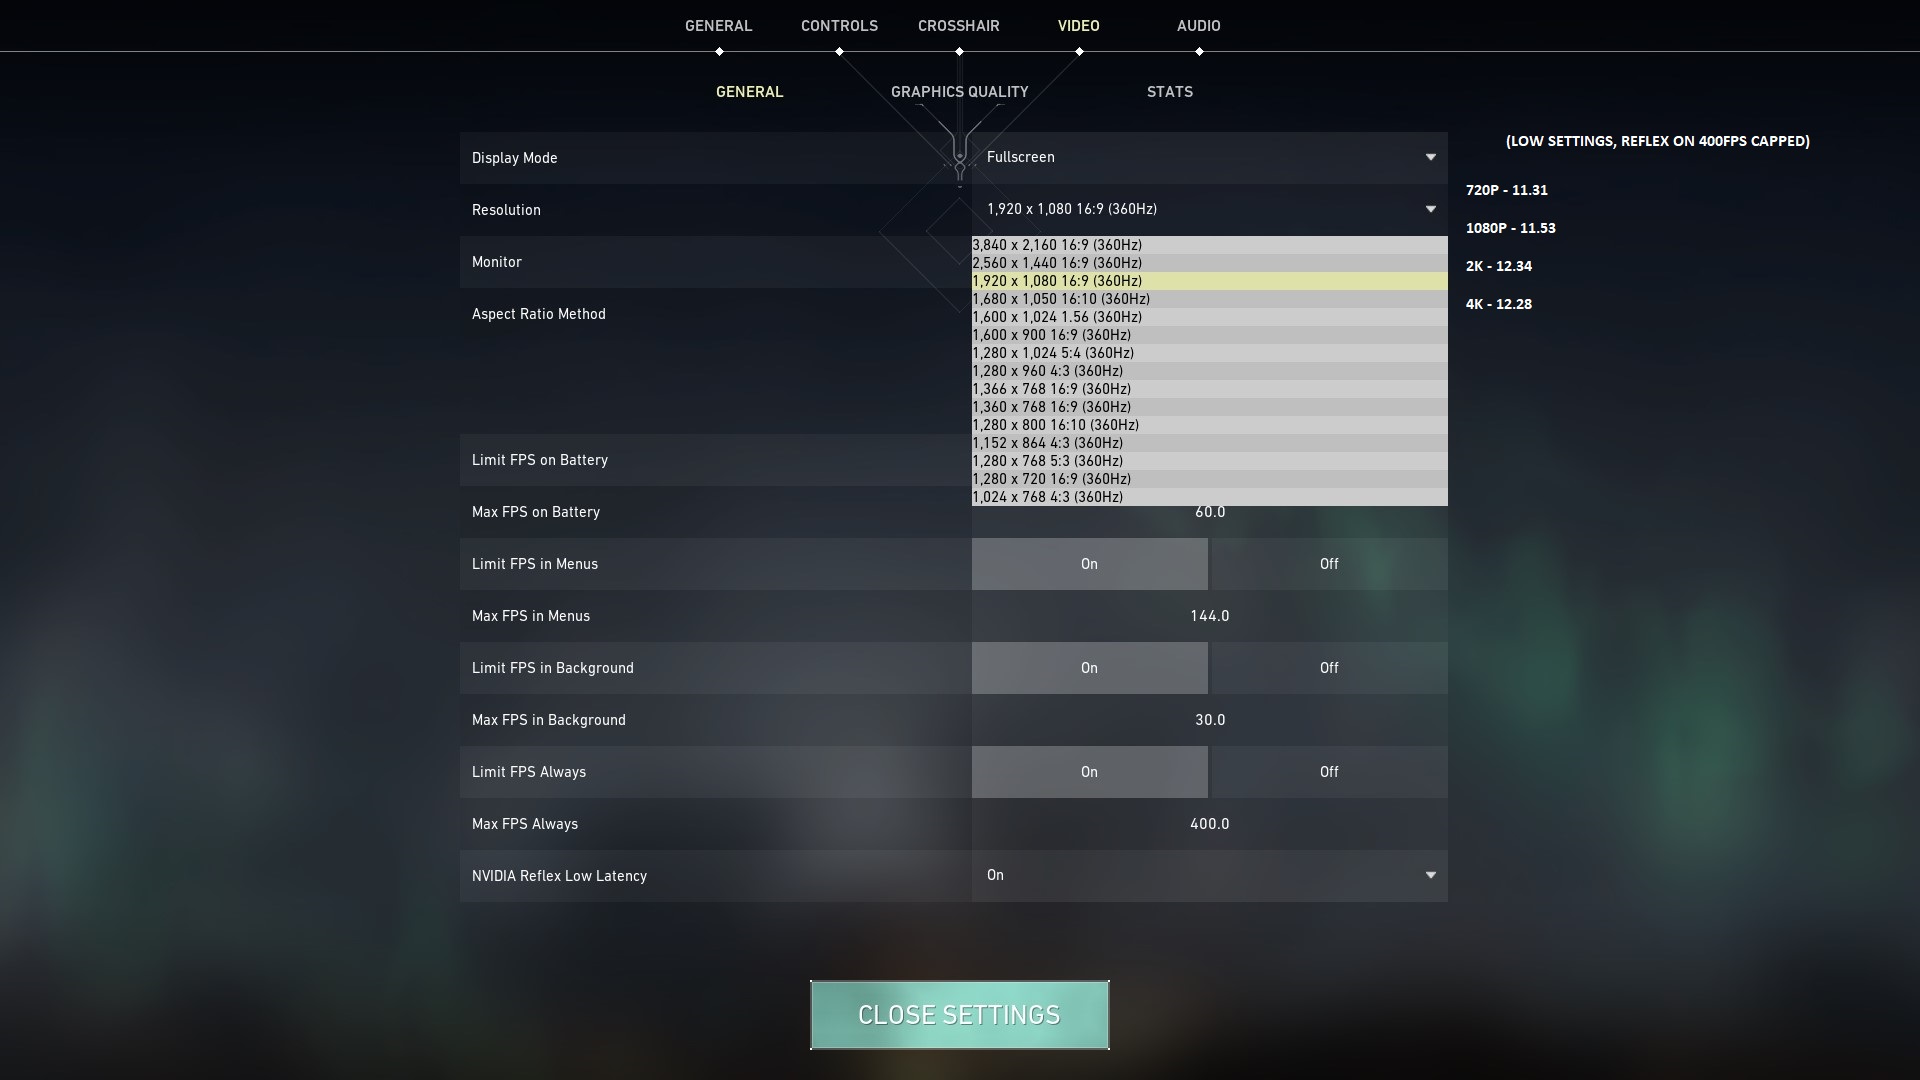 GENERAL CONTROLS CROSSHAIR VIDEO AUDIO
GENERAL GRAPHICS QUALITY STATS
Display Mode Fullscreen
Resolution 1,920 x 1,080 16:9 (360Hz)
Monitor
Aspect Ratio Method
3,840 x 2,160 16:9 (360Hz)
2,560 x 1,440 16:9 (360Hz)
1,920 x 1,080 16:9 (360Hz)
1,680 x 1,050 16:10 (360Hz)
1,600 x 1,024 1.56 (360Hz)
1,600 x 900 16:9 (360Hz)
1,280 x 1,024 5:4 (360Hz)
1,280 x 960 4:3 (360Hz)
1,366 x 768 16:9 (360Hz)
1,360 x 768 16:9 (360Hz)
1,280 x 800 16:10 (360Hz)
1,152 x 864 4:3 (360Hz)
1,280 x 768 5:3 (360Hz)
1,280 x 720 16:9 (360Hz)
1,024 x 768 4:3 (360Hz)
Limit FPS on Battery
Max FPS on Battery 60.0
Limit FPS in Menus On Off
Max FPS in Menus 144.0
Limit FPS in Background On Off
Max FPS in Background 30.0
Limit FPS Always On Off
Max FPS Always 400.0
NVIDIA Reflex Low Latency On
CLOSE SETTINGS
(LOW SETTINGS, REFLEX ON 400FPS CAPPED)
720P - 11.31
1080P - 11.53
2K - 12.34
4K - 12.28